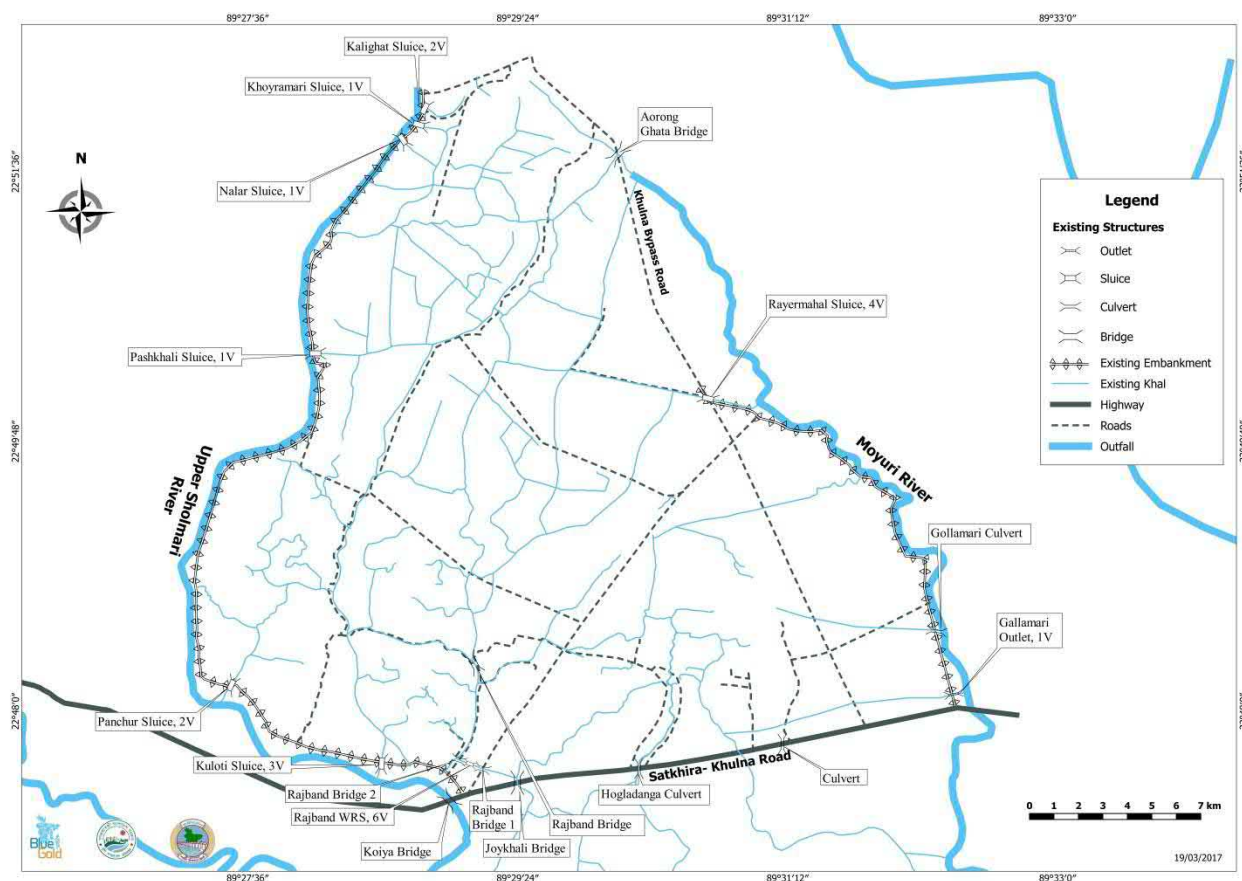 89°27'36"
89°29'24"
89°31'12"
89°33'0"
Kalighat Sluice, 2V
Khoyramari Sluice, 1V
Aorong
Ghata Bridge
22°51'36"
N
Nalar Sluice, 1V
Khulna Bypass Road
Legend
Existing Structures
Outlet
Sluice
Culvert
Bridge
Existing Embankment
Existing Khal
Highway
Roads
Outfall
Rayermahal Sluice, 4V
Pashkhali Sluice, 1V
22°49'48"
Upper Sholmari
River
Moyuri River
Gollamari Culvert
Gallamari
Outlet, 1V
22°48'0"
Panchur Sluice, 2V
Kuloti Sluice, 3V
Satkhira- Khulna Road
Culvert
Rajband Bridge 2
Rajband WRS, 6V
Rajband
Bridge 1
Hogladanga Culvert
Rajband Bridge
Koiya Bridge
Joykhali Bridge
0 1 2 3 4 5 6 7 km
Blue
Gold
19/03/2017
89°27'36"
89°29'24"
89°31'12"
89°33'0"